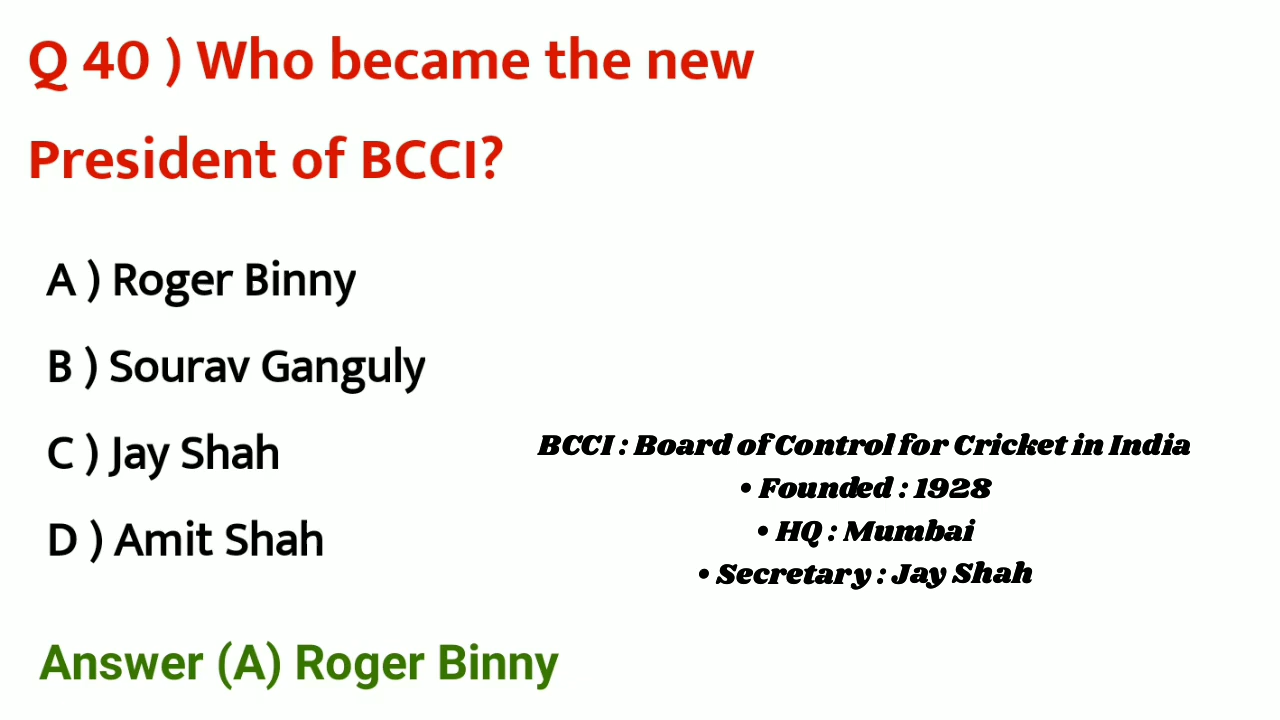 Q 40 ) Who became the new
President of BCCI?
A ) Roger Binny
B ) Sourav Ganguly
C ) Jay Shah
D ) Amit Shah
BCCI : Board of Control for Cricket in India
• Founded : 1928
• HQ : Mumbai
• Secretary : Jay Shah
Answer (A) Roger Binny